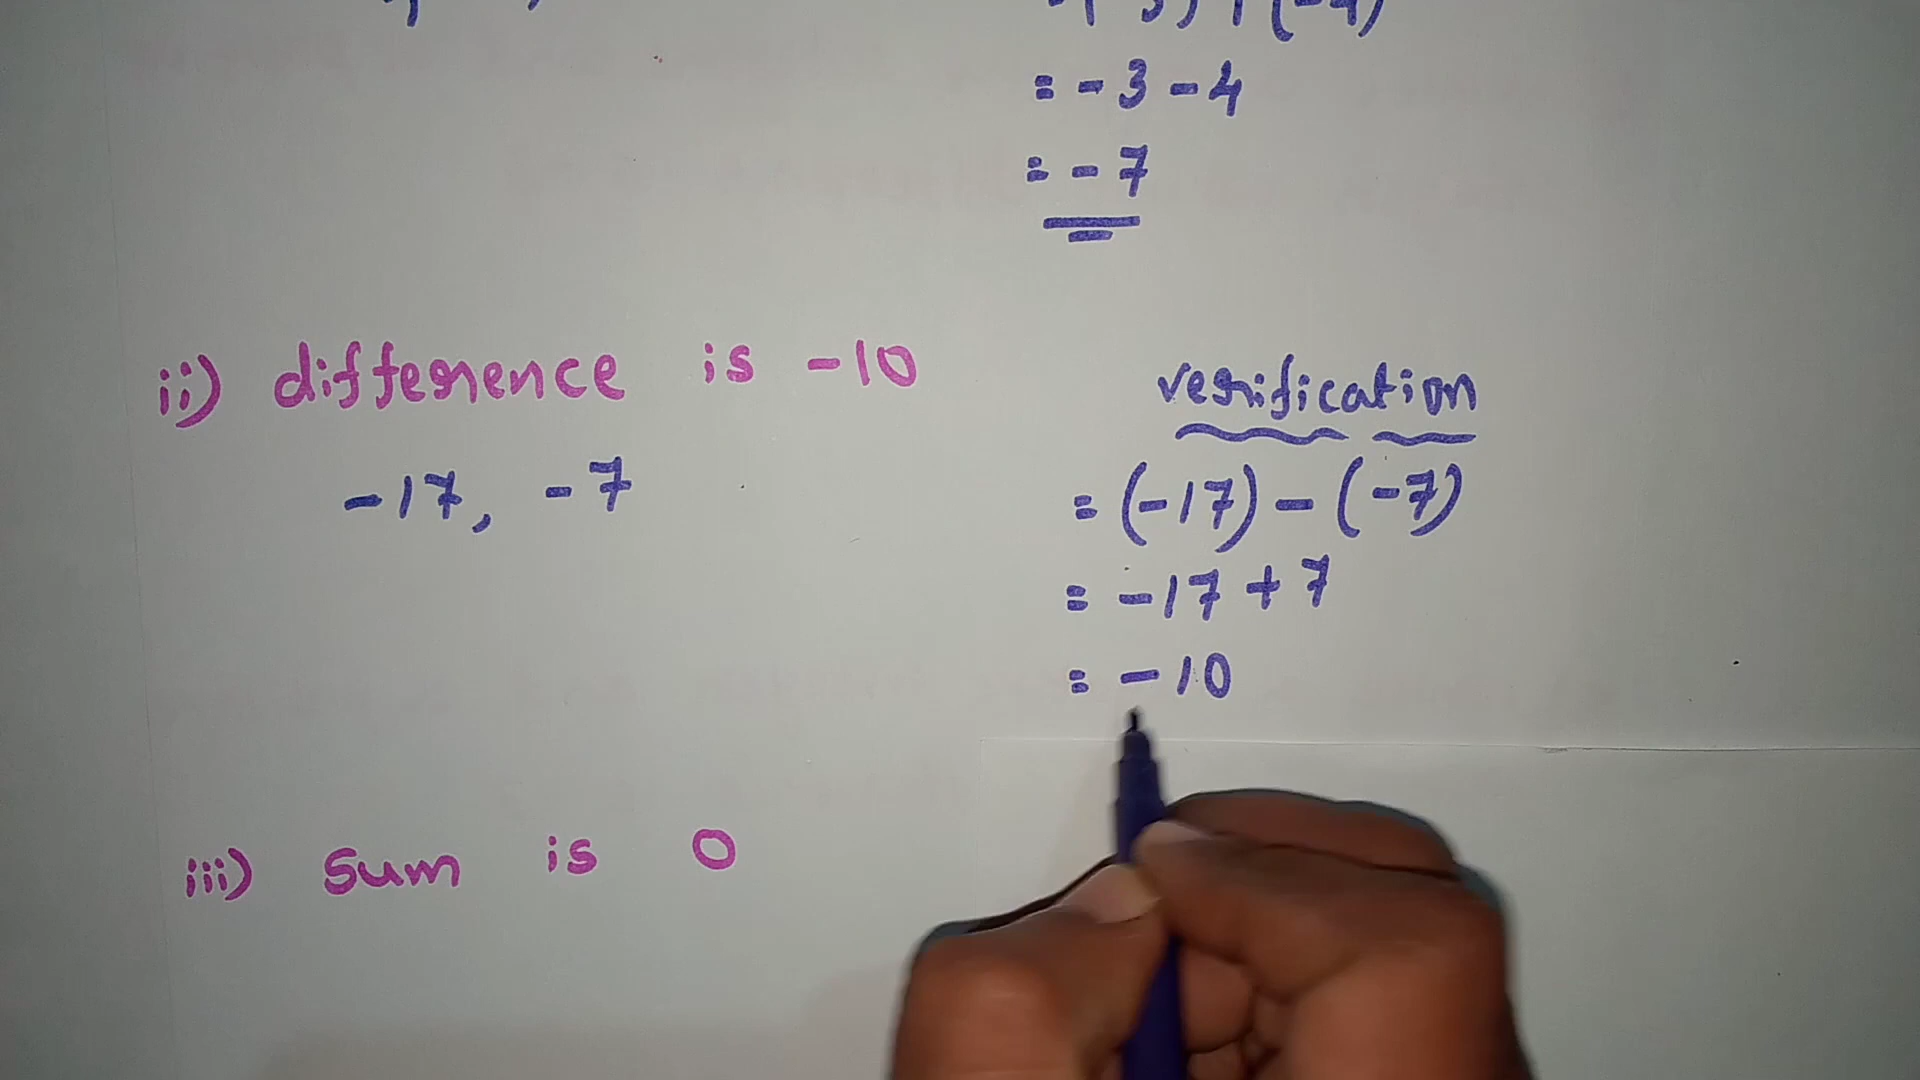 = - 3 - 4
= - 7
ii) difference is -10
verification
-17, -7
= (-17) - (-7)
= -17 + 7
= -10
iii) sum is 0